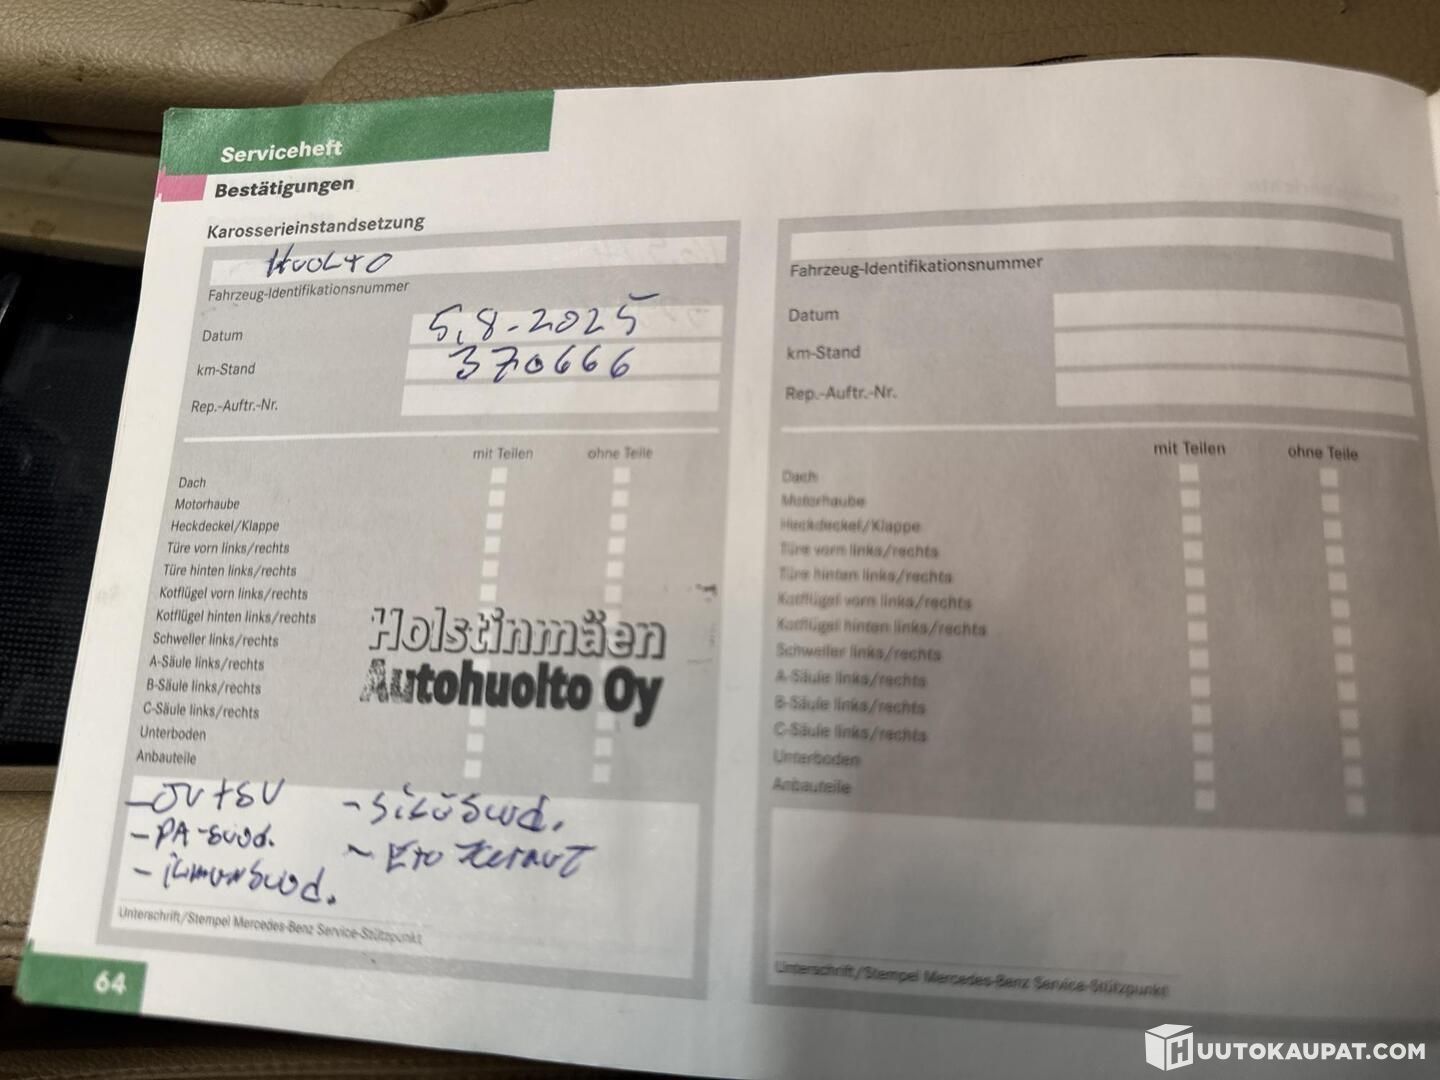 Serviceheft
Bestätigungen
Karosserieinstandsetzung
HUOLTO
Fahrzeug-Identifikationsnummer
Datum 5.8-2025
km-Stand 370666
Rep.-Auftr.-Nr.
mit Teilen ohne Teile
Dach
Motorhaube
Heckdeckel/Klappe
Türe vorn links/rechts
Türe hinten links/rechts
Kotflügel vorn links/rechts
Kotflügel hinten links/rechts
Schweller links/rechts
A-Säule links/rechts
B-Säule links/rechts
C-Säule links/rechts
Unterboden
Anbauteile
Holstinmäen
Autohuolto Oy
- ÖV+SU
- PA-suod.
- ilmansuod.
- Sisäsuod.
- Etu
Unterschrift/Stempel Mercedes-Benz Service-Stützpunkt
64
Fahrzeug-Identifikationsnummer
Datum
km-Stand
Rep.-Auftr.-Nr.
mit Teilen ohne Teile
Dach
Motorhaube
Heckdeckel/Klappe
Türe vorn links/rechts
Türe hinten links/rechts
Kotflügel vorn links/rechts
Kotflügel hinten links/rechts
Schweller links/rechts
A-Säule links/rechts
B-Säule links/rechts
C-Säule links/rechts
Unterboden
Anbauteile
Unterschrift/Stempel Mercedes-Benz Service-Stützpunkt
HUUTOKAUPAT.COM